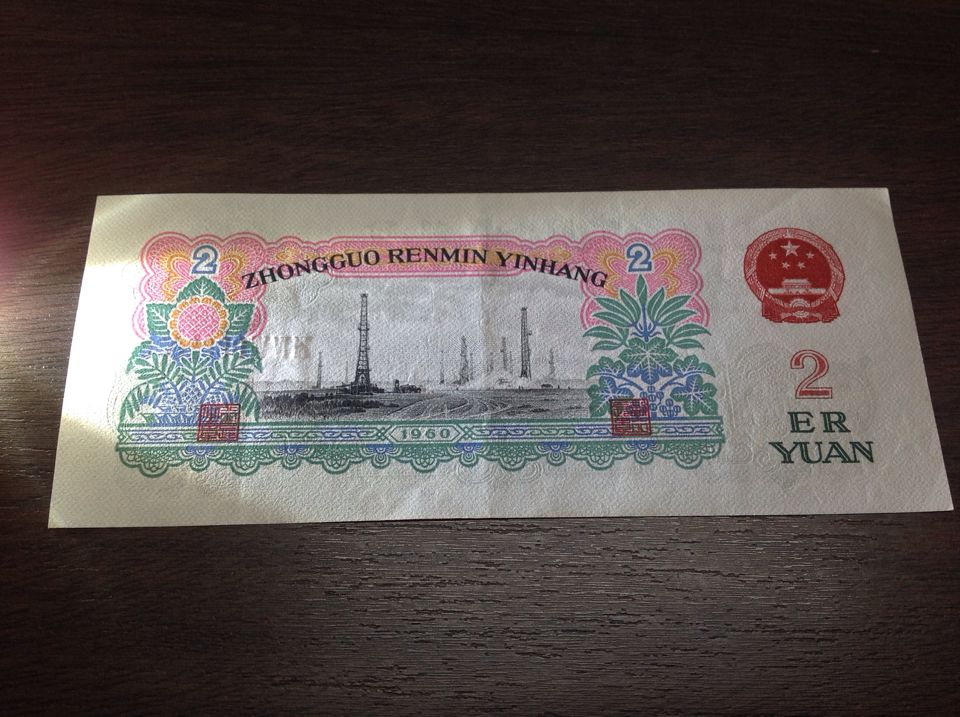 2
2
ZHONGGUO RENMIN YINHANG
1960
2
ER
YUAN